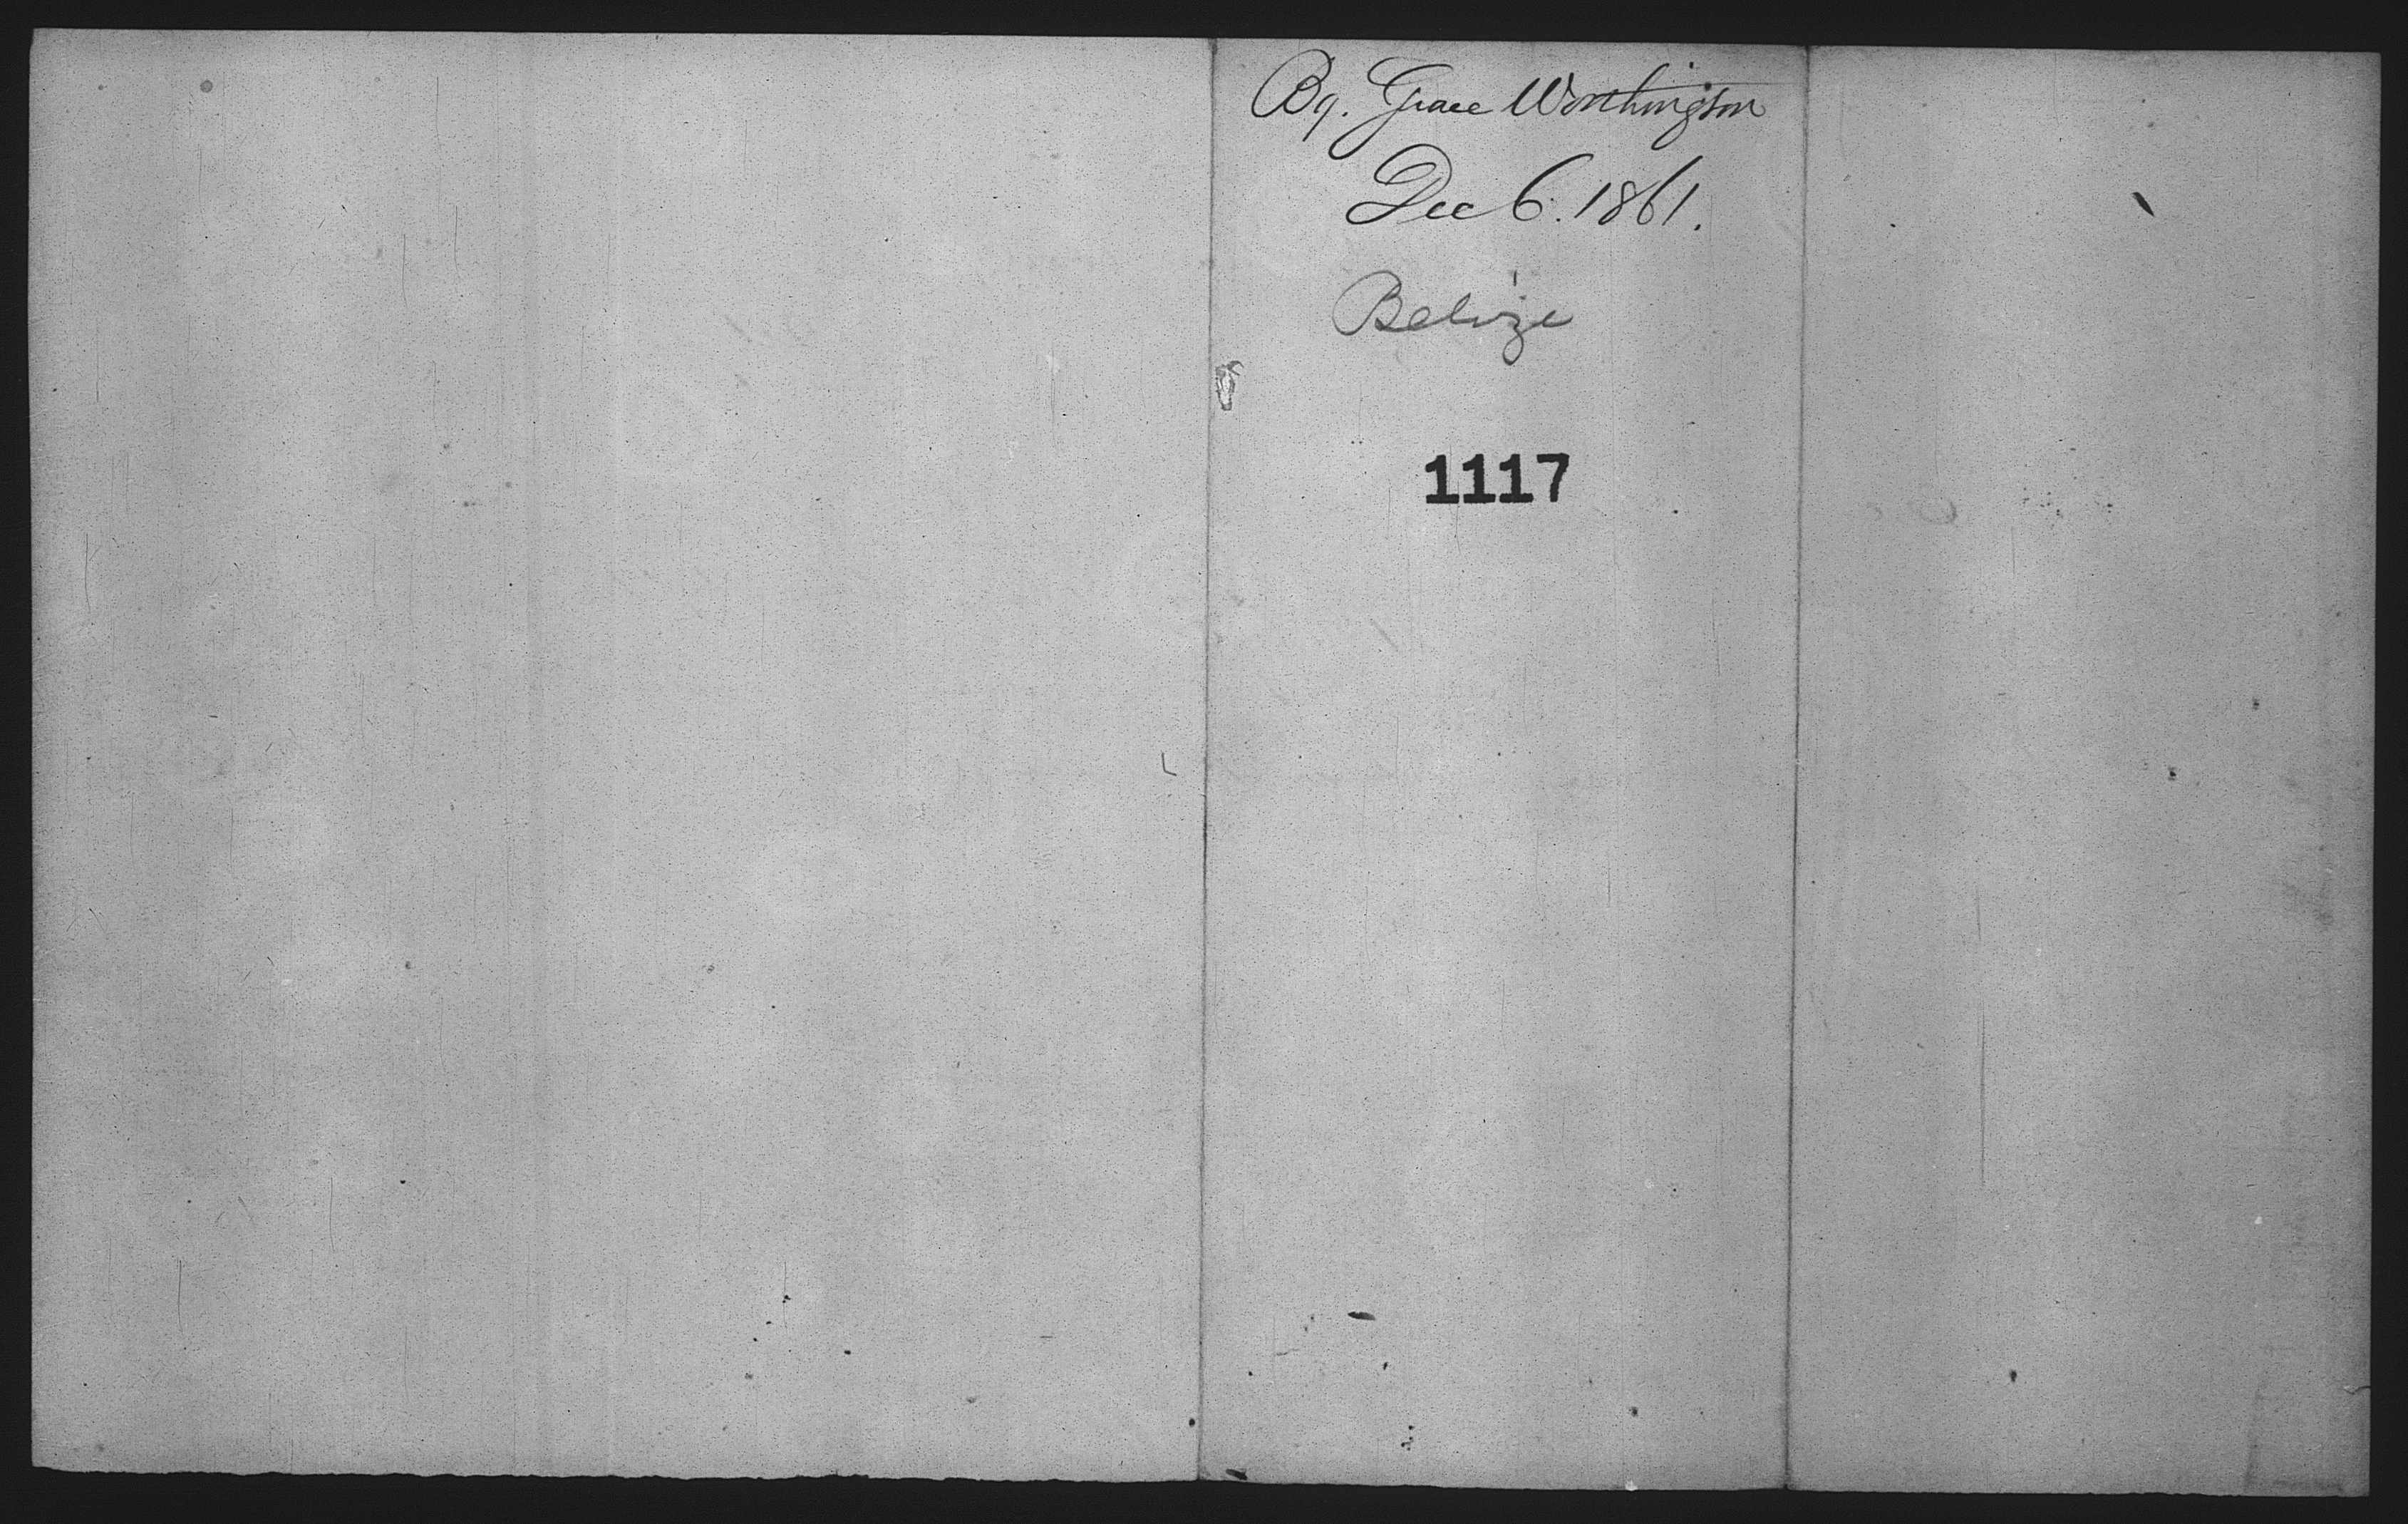 Bq. Grace Worthington
Dec 6. 1861.
Belize
1117